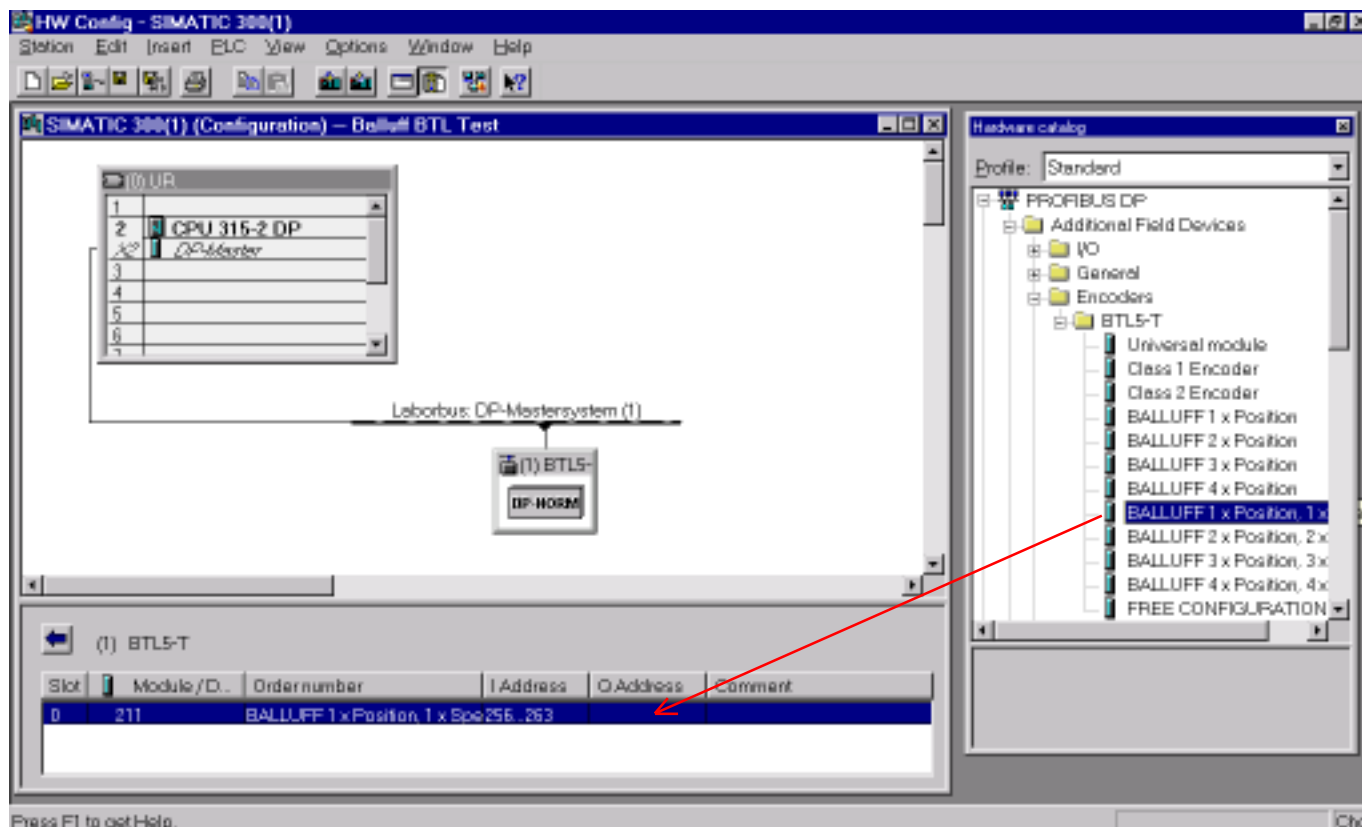 HW Config - SIMATIC 300(1)
Station Edit Insert PLC View Options Window Help
SIMATIC 300(1) (Configuration) -- Balluff BTL Test
(0) UR
1
2 CPU 315-2 DP
X2 DP-Master
3
4
5
6
7
Laborbus: DP-Mastersystem (1)
(1) BTL5-
DP-NORM
(1) BTL5-T
Slot Module / D... Order number I Address Q Address Comment
0 211 BALLUFF 1 x Position, 1 x Spe 256...263
Hardware catalog
Profile: Standard
PROFIBUS DP
Additional Field Devices
I/O
General
Encoders
BTL5-T
Universal module
Class 1 Encoder
Class 2 Encoder
BALLUFF 1 x Position
BALLUFF 2 x Position
BALLUFF 3 x Position
BALLUFF 4 x Position
BALLUFF 1 x Position, 1 x
BALLUFF 2 x Position, 2 x
BALLUFF 3 x Position, 3 x
BALLUFF 4 x Position, 4 x
FREE CONFIGURATION
Press F1 to get Help.
Cho